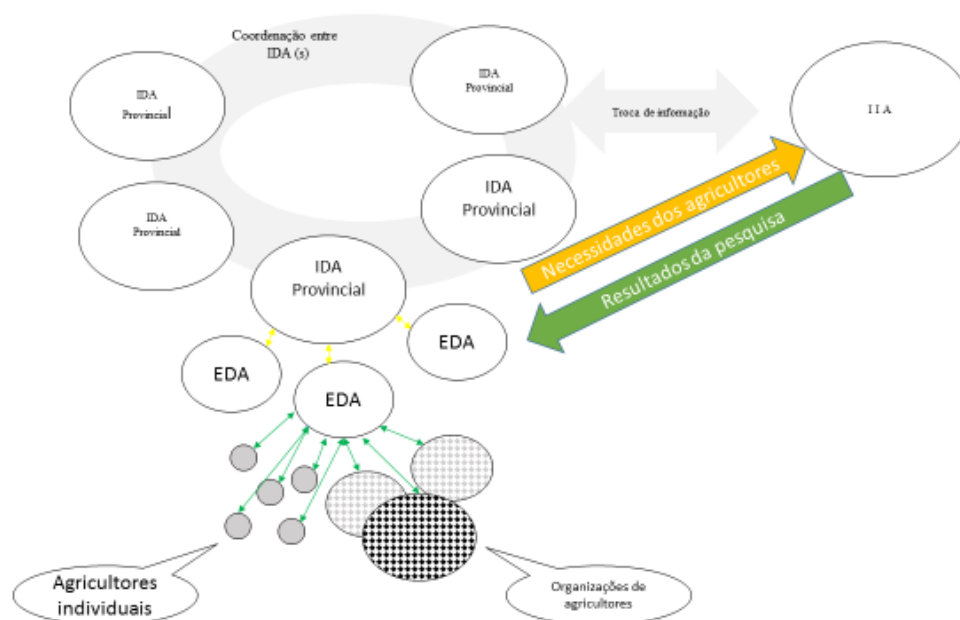 Coordenação entre
IDA (s)
IDA
Provincial
IDA
Provincial
Troca de informação
I I A
IDA
Provincial
IDA
Provincial
Necessidades dos agricultores
Resultados da pesquisa
IDA
Provincial
EDA
EDA
EDA
Agricultores
individuais
Organizações de
agricultores